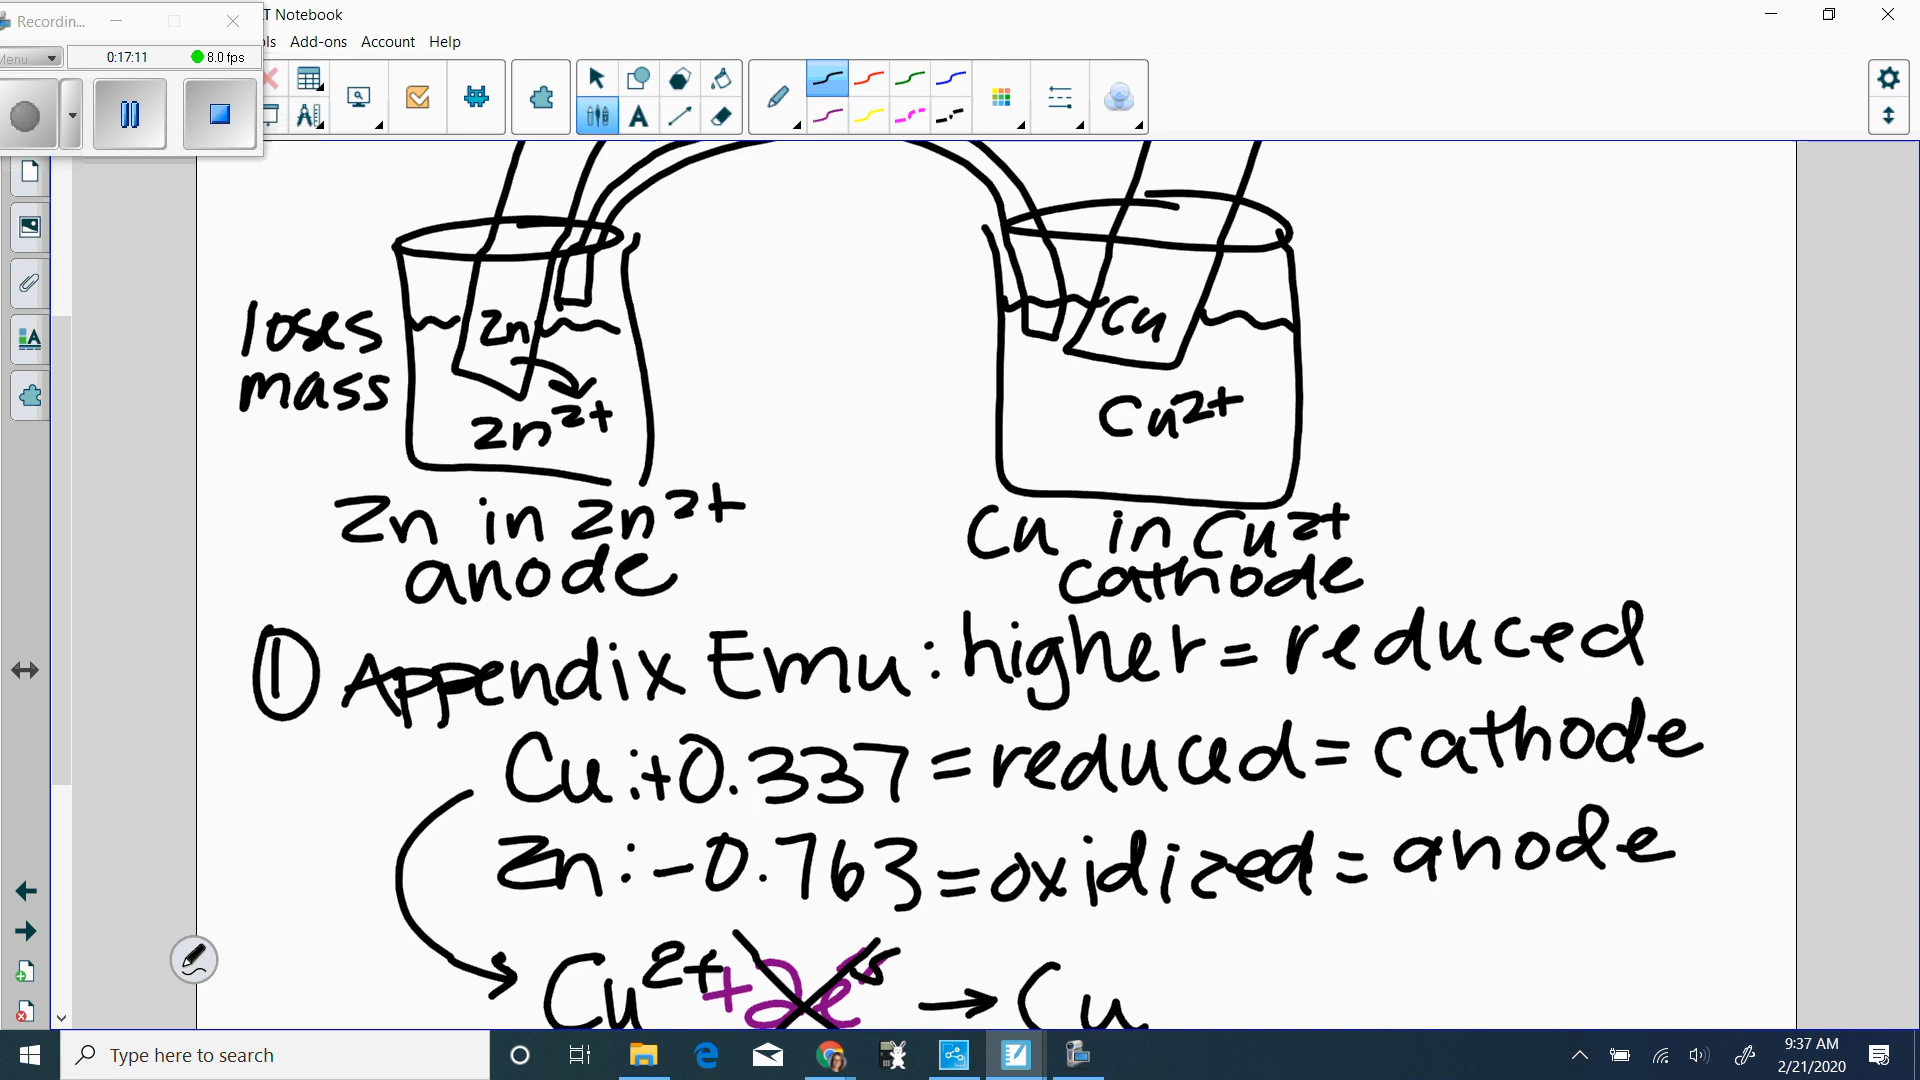 Recordin...
T Notebook
Menu
0:17:11
8.0 fps
ls Add-ons Account Help
loses
mass
Zn
Zn2+
Cu
Cu2+
Zn in Zn2+
anode
Cu in Cu2+
cathode
① Appendix Emu: higher = reduced
Cu: +0.337 = reduced = cathode
Zn: -0.763 = oxidized = anode
Cu2+ + 2e's → Cu
Type here to search
9:37 AM
2/21/2020